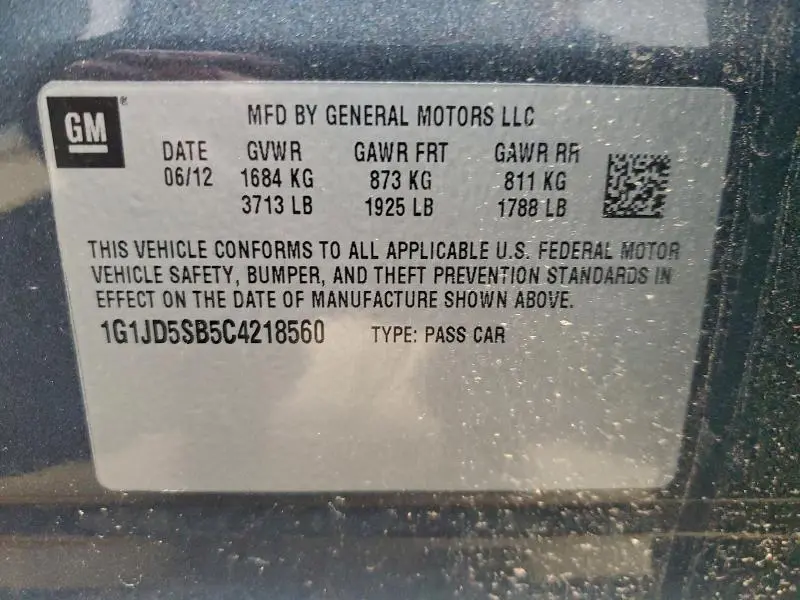 GM
MFD BY GENERAL MOTORS LLC
DATE GVWR GAWR FRT GAWR RR
06/12 1684 KG 873 KG 811 KG
3713 LB 1925 LB 1788 LB
THIS VEHICLE CONFORMS TO ALL APPLICABLE U.S. FEDERAL MOTOR
VEHICLE SAFETY, BUMPER, AND THEFT PREVENTION STANDARDS IN
EFFECT ON THE DATE OF MANUFACTURE SHOWN ABOVE.
1G1JD5SB5C4218560 TYPE: PASS CAR